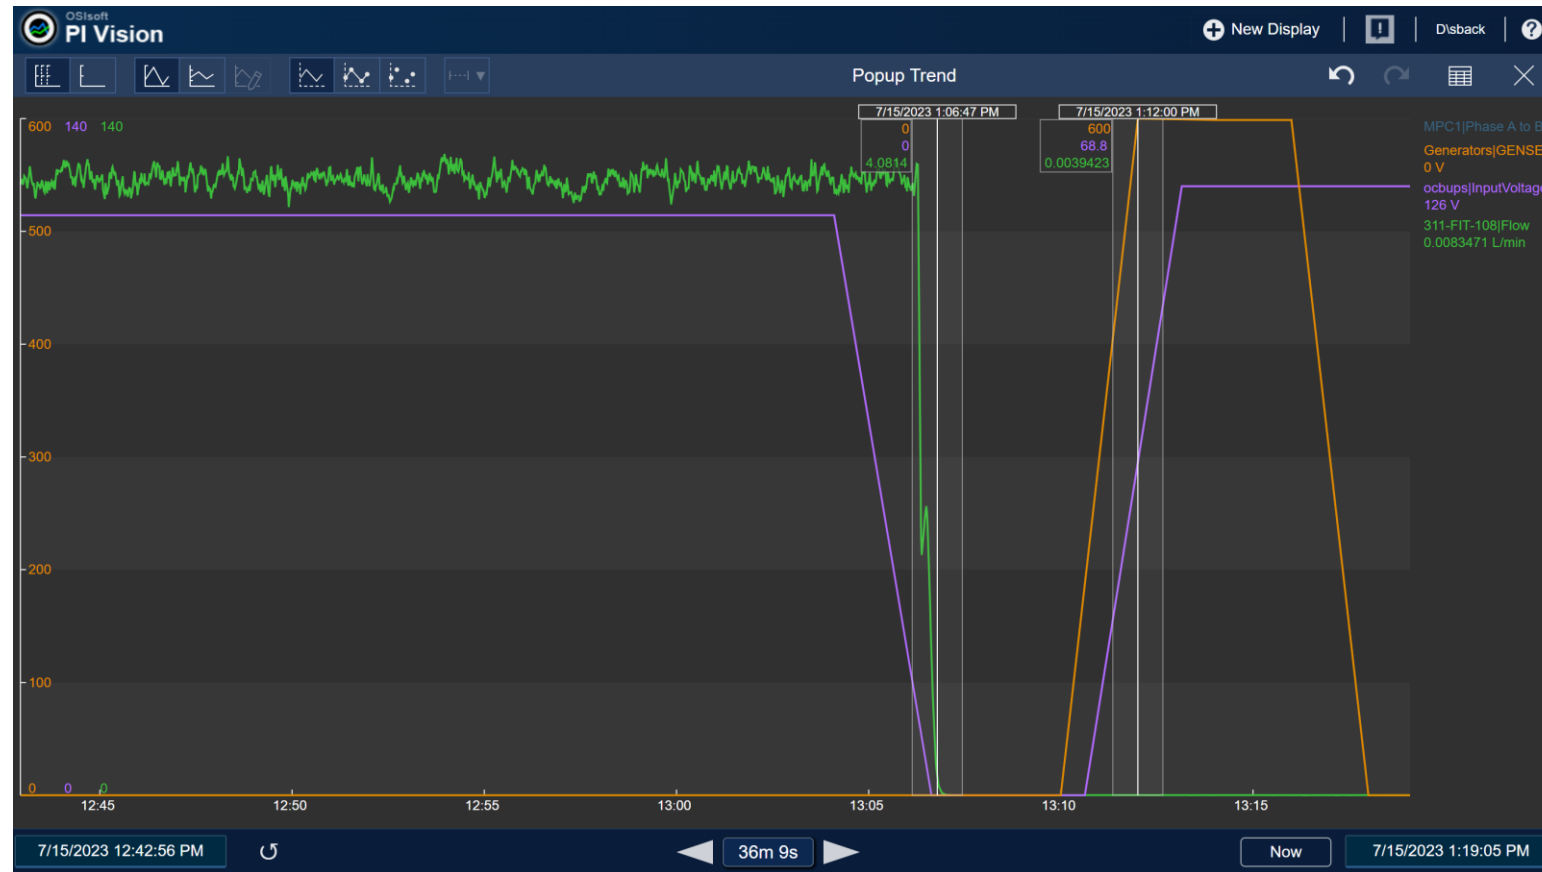 OSIsoft
PI Vision
New Display
D\sback
Popup Trend
7/15/2023 1:06:47 PM
7/15/2023 1:12:00 PM
600 140 140
0
0
4.0814
600
68.8
0.0039423
MPC1|Phase A to B
Generators|GENSE
0 V
ocbups|InputVoltage
126 V
311-FIT-108|Flow
0.0083471 L/min
500
400
300
200
100
0 0 0
12:45 12:50 12:55 13:00 13:05 13:10 13:15
7/15/2023 12:42:56 PM
36m 9s
Now
7/15/2023 1:19:05 PM